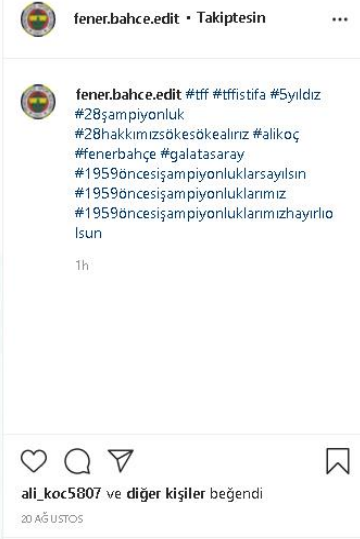 fener.bahce.edit • Takiptesin
fener.bahce.edit #tff #tffistifa #5yıldız
#28şampiyonluk
#28hakkımızsökesökealırız #alikoç
#fenerbahçe #galatasaray
#1959öncesişampiyonluklarsayılsın
#1959öncesişampiyonluklarımız
#1959öncesişampiyonluklarımızhayırlıo
lsun
1h
ali_koc5807 ve diğer kişiler beğendi
20 AĞUSTOS